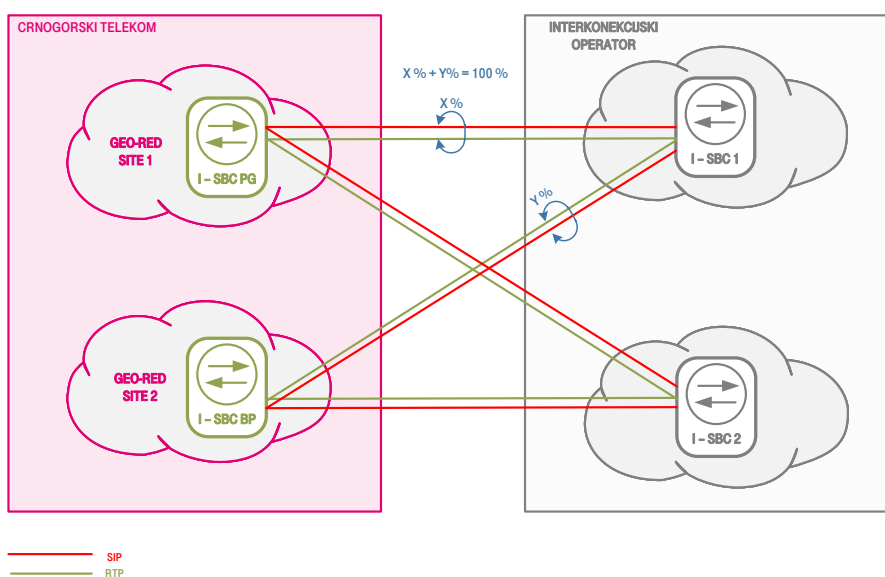 CRNOGORSKI TELEKOM
INTERKONEKCIJSKI
OPERATOR
X % + Y% = 100 %
X %
GEO-RED
SITE 1
I – SBC PG
I – SBC 1
Y %
GEO-RED
SITE 2
I – SBC BP
I – SBC 2
SIP
RTP